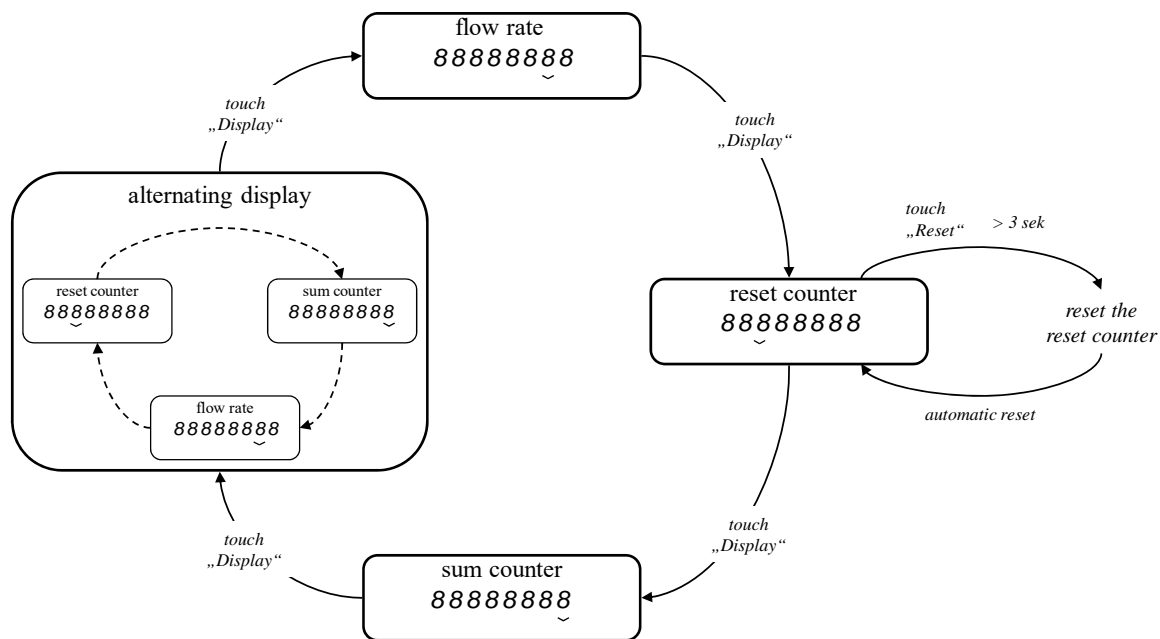 flow rate
88888888
touch
„Display“
touch
„Display“
alternating display
reset counter
88888888
sum counter
88888888
flow rate
88888888
touch
„Reset“ > 3 sek
reset counter
88888888
reset the
reset counter
automatic reset
touch
„Display“
touch
„Display“
sum counter
88888888